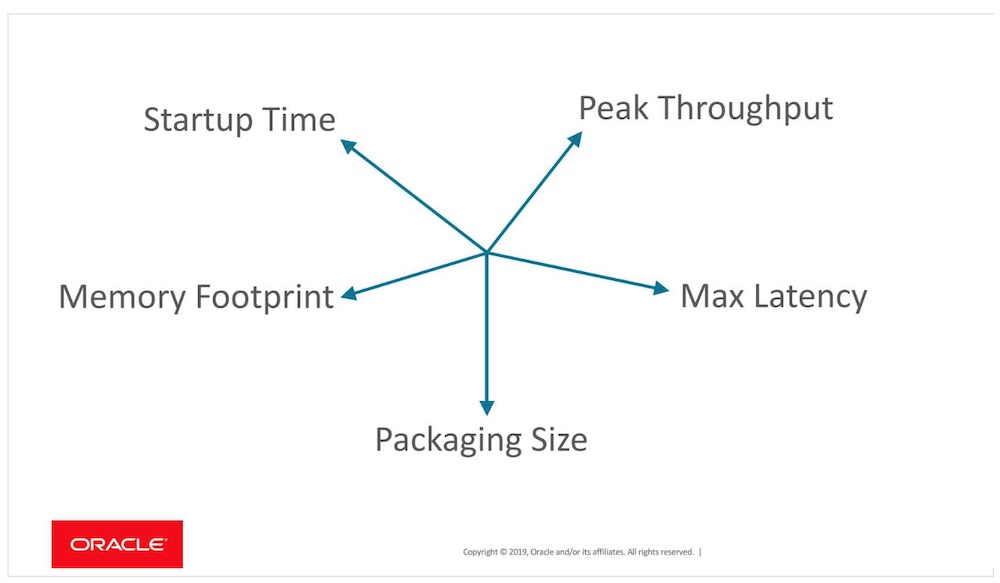 Startup Time
Peak Throughput
Memory Footprint
Max Latency
Packaging Size
ORACLE®
Copyright © 2019, Oracle and/or its affiliates. All rights reserved. |